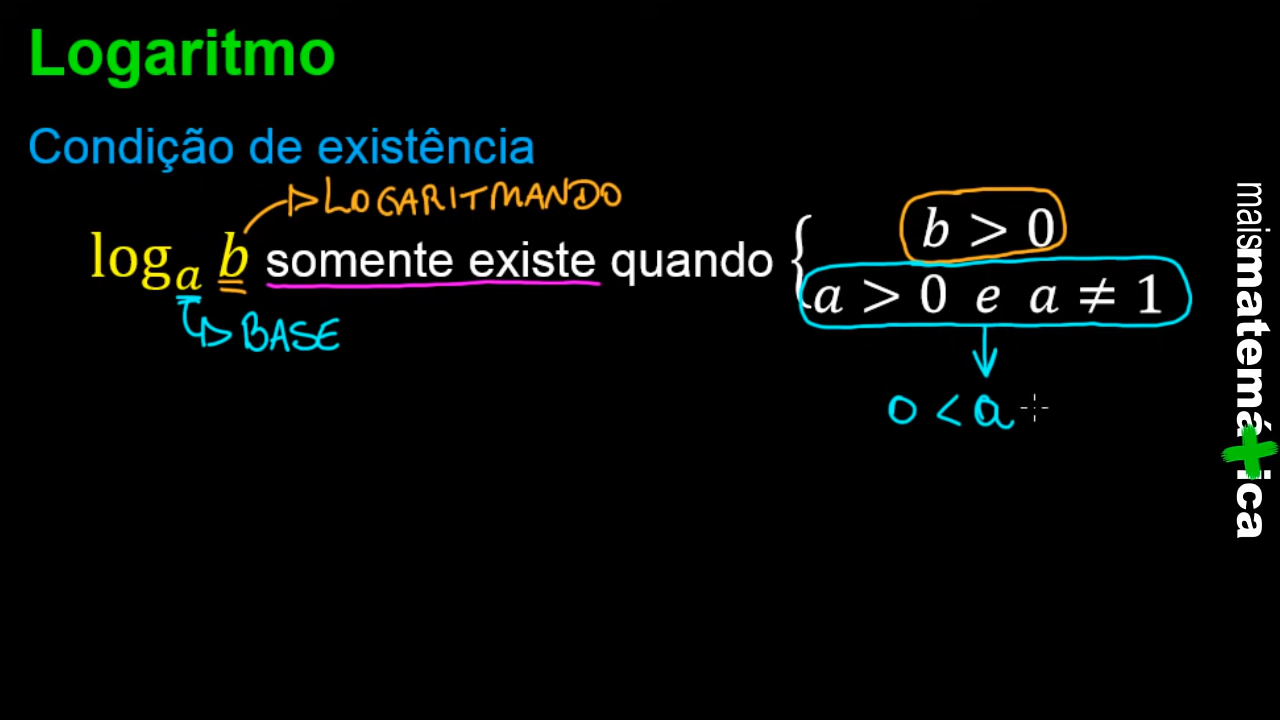 Logaritmo
Condição de existência
LOGARITMANDO
log_a b somente existe quando { b > 0
a > 0 e a ≠ 1
BASE
0 < a
maismatemática